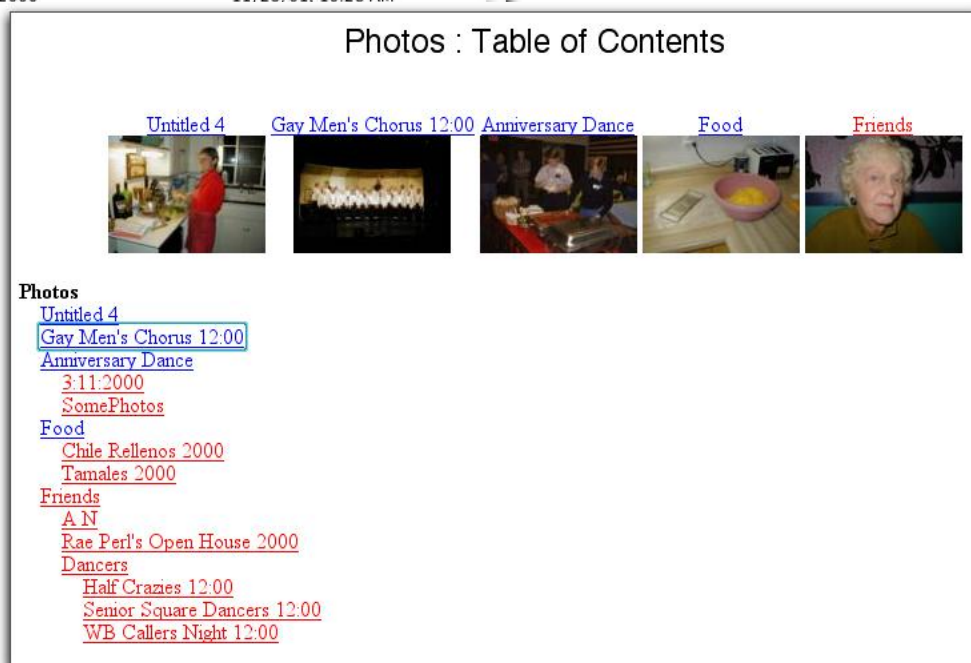 Photos : Table of Contents
Untitled 4 Gay Men's Chorus 12:00 Anniversary Dance Food Friends
Photos
Untitled 4
Gay Men's Chorus 12:00
Anniversary Dance
3:11:2000
SomePhotos
Food
Chile Rellenos 2000
Tamales 2000
Friends
A N
Rae Perl's Open House 2000
Dancers
Half Crazies 12:00
Senior Square Dancers 12:00
WB Callers Night 12:00